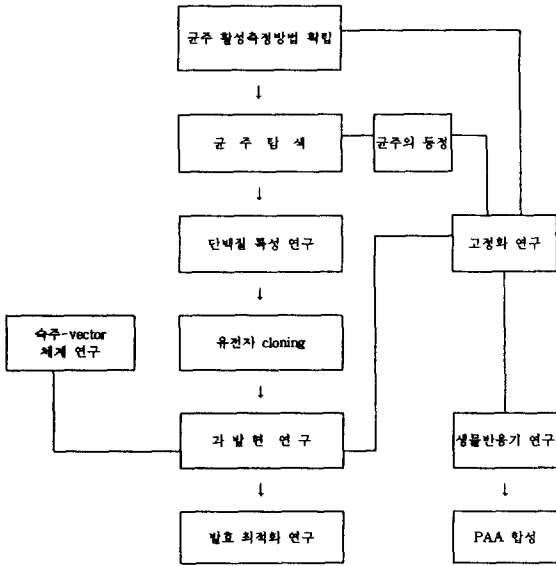 균주 활성측정방법 확립
↓
균 주 탐 색
균주의 동정
↓
단백질 특성 연구
고정화 연구
↓
숙주-vector
체계 연구
유전자 cloning
↓
과 발 현 연 구
생물반응기 연구
↓
↓
발효 최적화 연구
PAA 합성